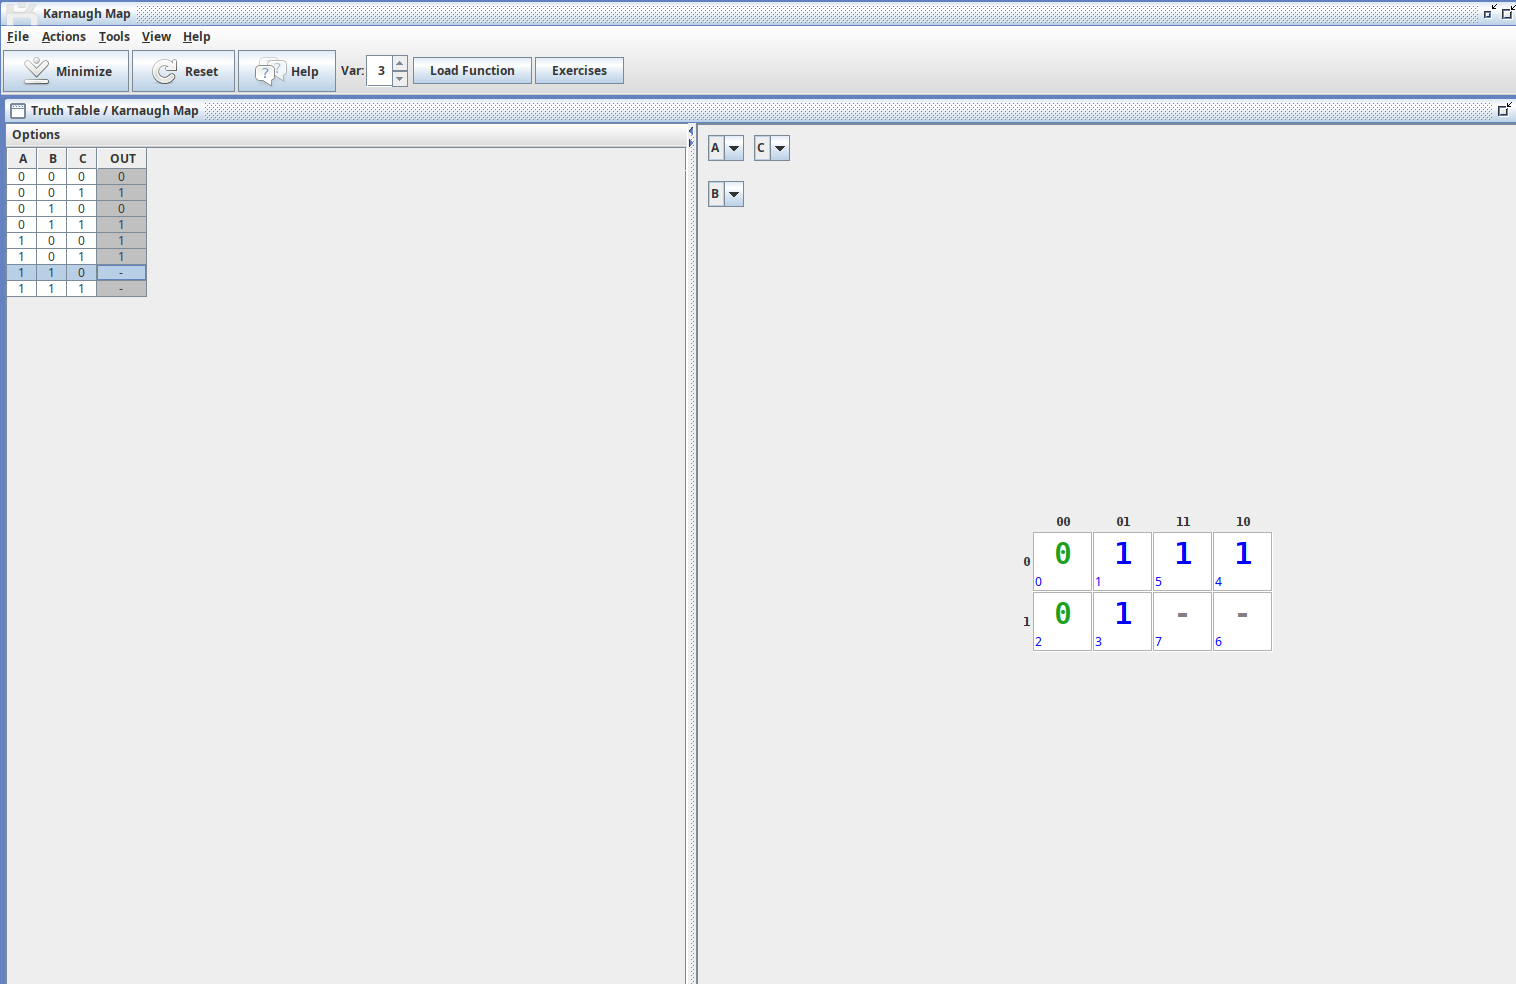 Karnaugh Map
File Actions Tools View Help
Minimize Reset Help Var: 3 Load Function Exercises
Truth Table / Karnaugh Map
Options
A B C OUT
0 0 0 0
0 0 1 1
0 1 0 0
0 1 1 1
1 0 0 1
1 0 1 1
1 1 0 -
1 1 1 -
A C
B
00 01 11 10
0 0 1 1 1
0 1 5 4
1 0 1 - -
2 3 7 6